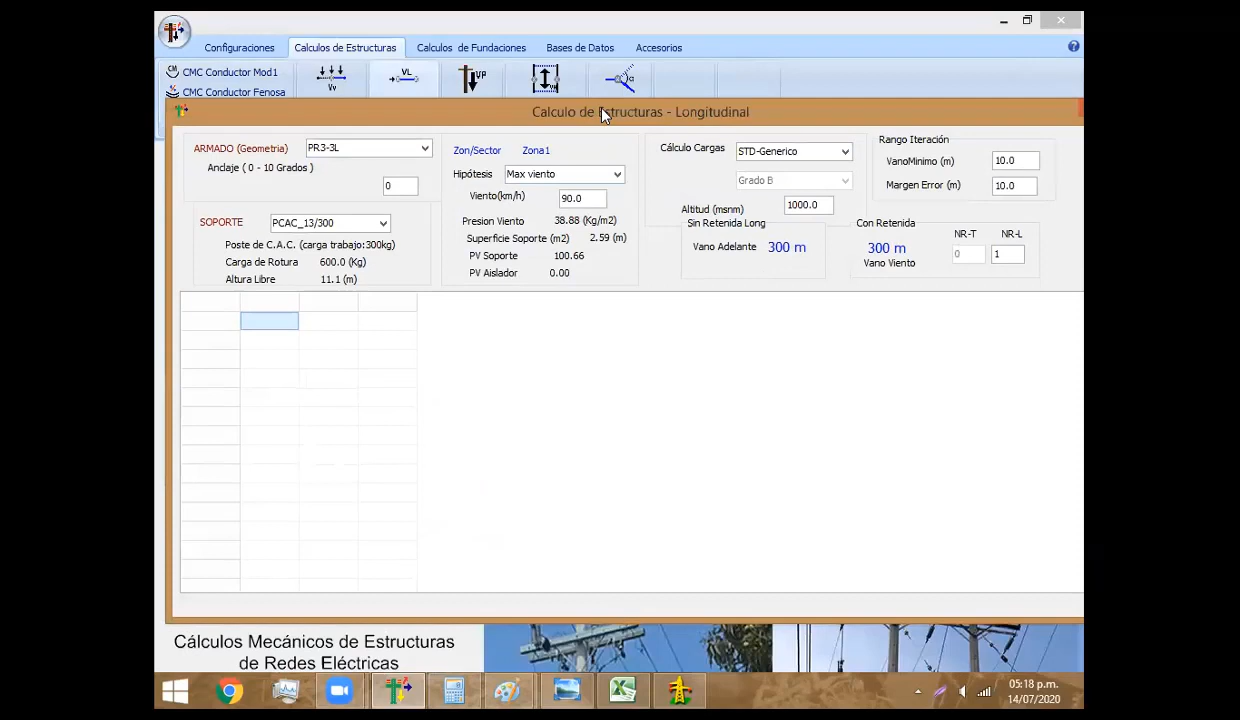 Configuraciones
Calculos de Estructuras
Calculos de Fundaciones
Bases de Datos
Accesorios
CMC Conductor Mod1
CMC Conductor Fenosa
Vv
VL
VP
Calculo de Estructuras - Longitudinal
ARMADO (Geometria)
PR3-3L
Andaje ( 0 - 10 Grados )
0
SOPORTE
PCAC_13/300
Poste de C.A.C. (carga trabajo:300kg)
Carga de Rotura 600.0 (Kg)
Altura Libre 11.1 (m)
Zon/Sector Zona1
Hipótesis Max viento
Viento(km/h) 90.0
Presion Viento 38.88 (Kg/m2)
Superficie Soporte (m2) 2.59 (m)
PV Soporte 100.66
PV Aislador 0.00
Cálculo Cargas STD-Generico
Grado B
Altitud (msnm) 1000.0
Sin Retenida Long
Vano Adelante 300 m
Rango Iteración
VanoMinimo (m) 10.0
Margen Error (m) 10.0
Con Retenida
300 m
Vano Viento
NR-T NR-L
0 1
Cálculos Mecánicos de Estructuras
de Redes Eléctricas
05:18 p.m.
14/07/2020